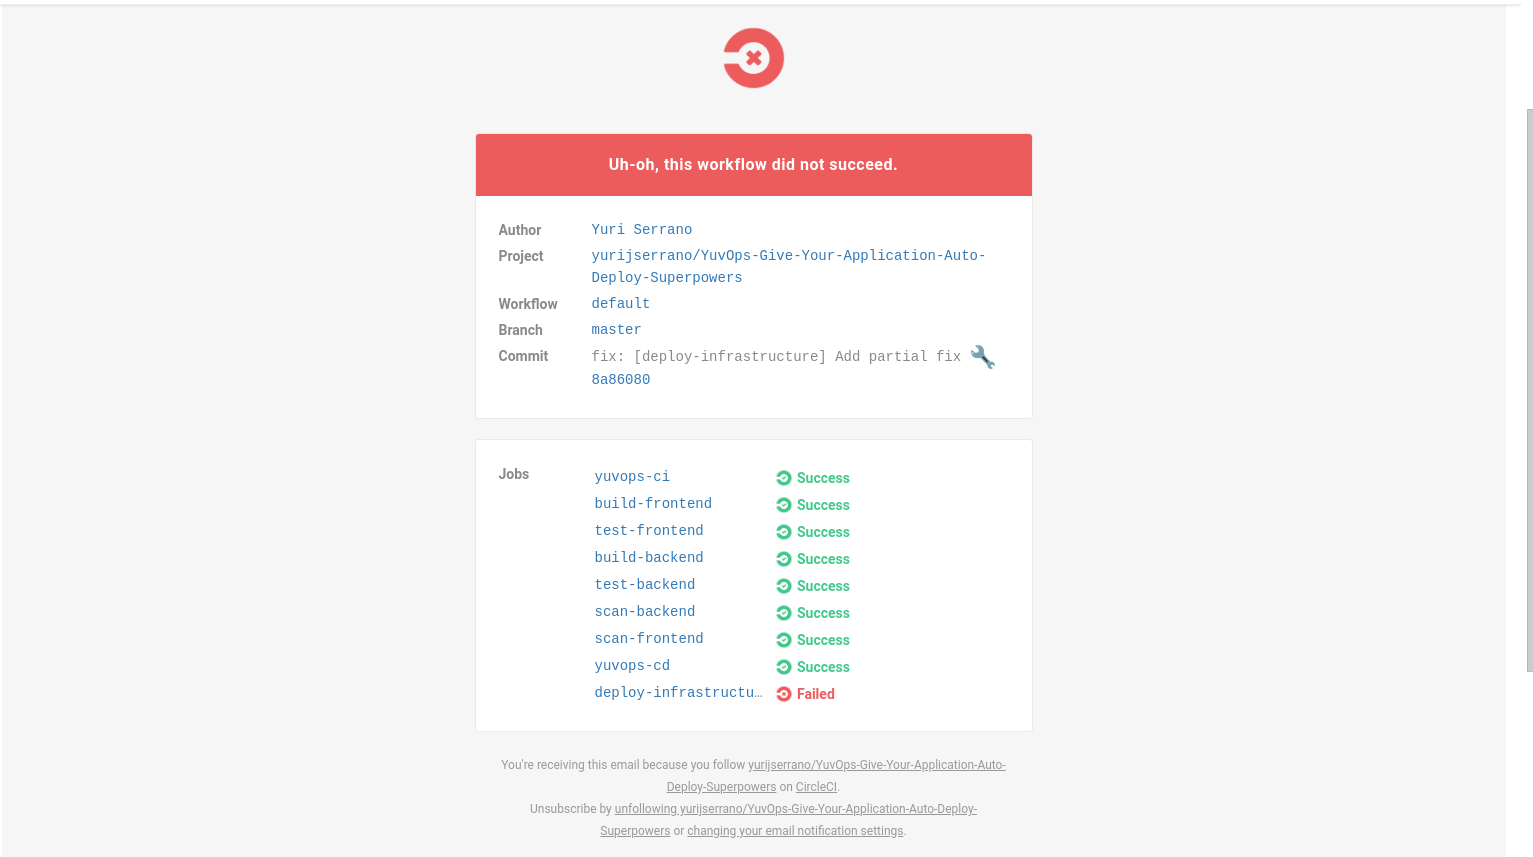 Uh-oh, this workflow did not succeed.
Author Yuri Serrano
Project yurijserrano/YuvOps-Give-Your-Application-Auto-
Deploy-Superpowers
Workflow default
Branch master
Commit fix: [deploy-infrastructure] Add partial fix
8a86080
Jobs yuvops-ci Success
build-frontend Success
test-frontend Success
build-backend Success
test-backend Success
scan-backend Success
scan-frontend Success
yuvops-cd Success
deploy-infrastructu… Failed
You're receiving this email because you follow yurijserrano/YuvOps-Give-Your-Application-Auto-
Deploy-Superpowers on CircleCI.
Unsubscribe by unfollowing yurijserrano/YuvOps-Give-Your-Application-Auto-Deploy-
Superpowers or changing your email notification settings.